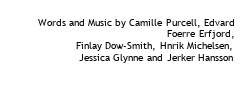 Words and Music by Camille Purcell, Edvard
Foerre Erfjord,
Finlay Dow-Smith, Hnrik Michelsen,
Jessica Glynne and Jerker Hansson